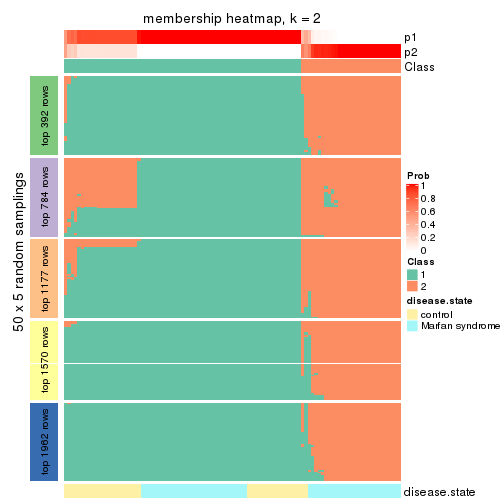 membership heatmap, k = 2
p1
p2
Class
50 x 5 random samplings
top 392 rows
top 784 rows
top 1177 rows
top 1570 rows
top 1962 rows
Prob
1
0.8
0.6
0.4
0.2
0
Class
1
2
disease.state
control
Marfan syndrome
disease.state